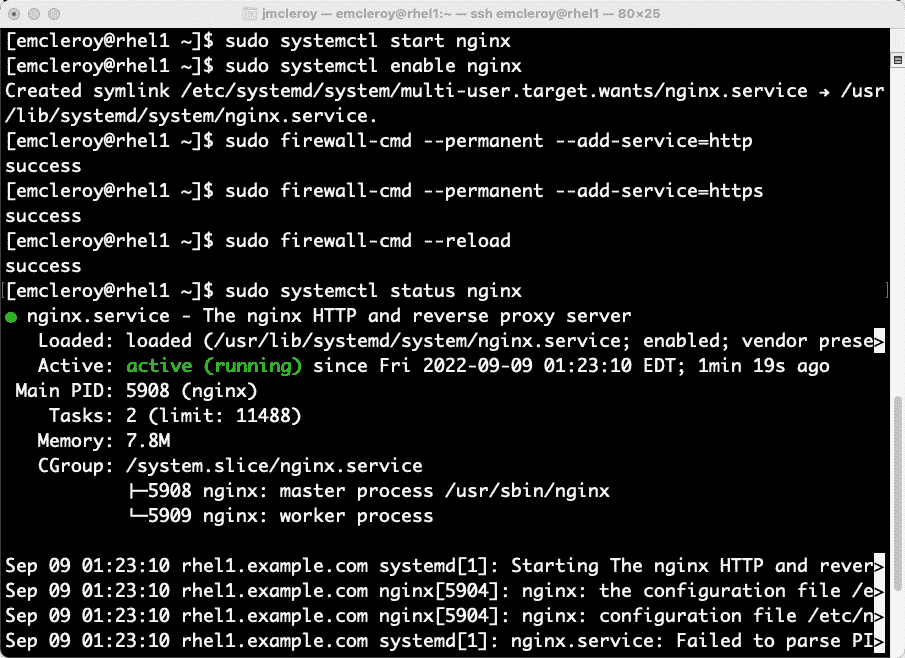 jmcleroy — emcleroy@rhel1:~ — ssh emcleroy@rhel1 — 80×25
[emcleroy@rhel1 ~]$ sudo systemctl start nginx
[emcleroy@rhel1 ~]$ sudo systemctl enable nginx
Created symlink /etc/systemd/system/multi-user.target.wants/nginx.service → /usr
/lib/systemd/system/nginx.service.
[emcleroy@rhel1 ~]$ sudo firewall-cmd --permanent --add-service=http
success
[emcleroy@rhel1 ~]$ sudo firewall-cmd --permanent --add-service=https
success
[emcleroy@rhel1 ~]$ sudo firewall-cmd --reload
success
[emcleroy@rhel1 ~]$ sudo systemctl status nginx
● nginx.service - The nginx HTTP and reverse proxy server
Loaded: loaded (/usr/lib/systemd/system/nginx.service; enabled; vendor prese>
Active: active (running) since Fri 2022-09-09 01:23:10 EDT; 1min 19s ago
Main PID: 5908 (nginx)
Tasks: 2 (limit: 11488)
Memory: 7.8M
CGroup: /system.slice/nginx.service
├─5908 nginx: master process /usr/sbin/nginx
└─5909 nginx: worker process
Sep 09 01:23:10 rhel1.example.com systemd[1]: Starting The nginx HTTP and rever>
Sep 09 01:23:10 rhel1.example.com nginx[5904]: nginx: the configuration file /e>
Sep 09 01:23:10 rhel1.example.com nginx[5904]: nginx: configuration file /etc/n>
Sep 09 01:23:10 rhel1.example.com systemd[1]: nginx.service: Failed to parse PI>